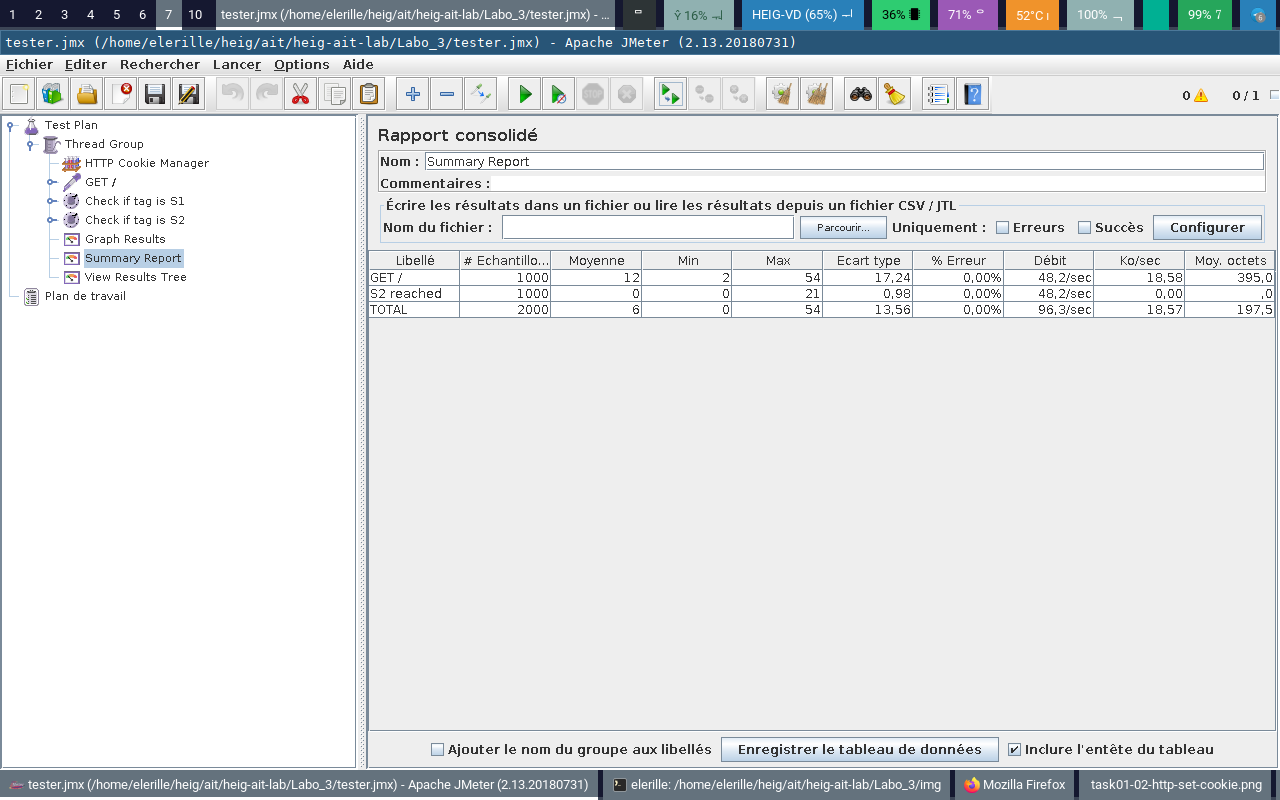 1 2 3 4 5 6 7 10 tester.jmx (/home/elerille/heig/ait/heig-ait-lab/Labo_3/tester.jmx) - ... 16% HEIG-VD (65%) 36% 71% 52°C 100% 99%
tester.jmx (/home/elerille/heig/ait/heig-ait-lab/Labo_3/tester.jmx) - Apache JMeter (2.13.20180731)
Fichier Editer Rechercher Lancer Options Aide
0 0 / 1
Test Plan
Thread Group
HTTP Cookie Manager
GET /
Check if tag is S1
Check if tag is S2
Graph Results
Summary Report
View Results Tree
Plan de travail
Rapport consolidé
Nom : Summary Report
Commentaires :
Écrire les résultats dans un fichier ou lire les résultats depuis un fichier CSV / JTL
Nom du fichier : Parcourir... Uniquement : Erreurs Succès Configurer
Libellé # Echantillo... Moyenne Min Max Ecart type % Erreur Débit Ko/sec Moy. octets
GET / 1000 12 2 54 17,24 0,00% 48,2/sec 18,58 395,0
S2 reached 1000 0 0 21 0,98 0,00% 48,2/sec 0,00 ,0
TOTAL 2000 6 0 54 13,56 0,00% 96,3/sec 18,57 197,5
Ajouter le nom du groupe aux libellés Enregistrer le tableau de données Inclure l'entête du tableau
tester.jmx (/home/elerille/heig/ait/heig-ait-lab/Labo_3/tester.jmx) - Apache JMeter (2.13.20180731) elerille: /home/elerille/heig/ait/heig-ait-lab/Labo_3/img Mozilla Firefox task01-02-http-set-cookie.png